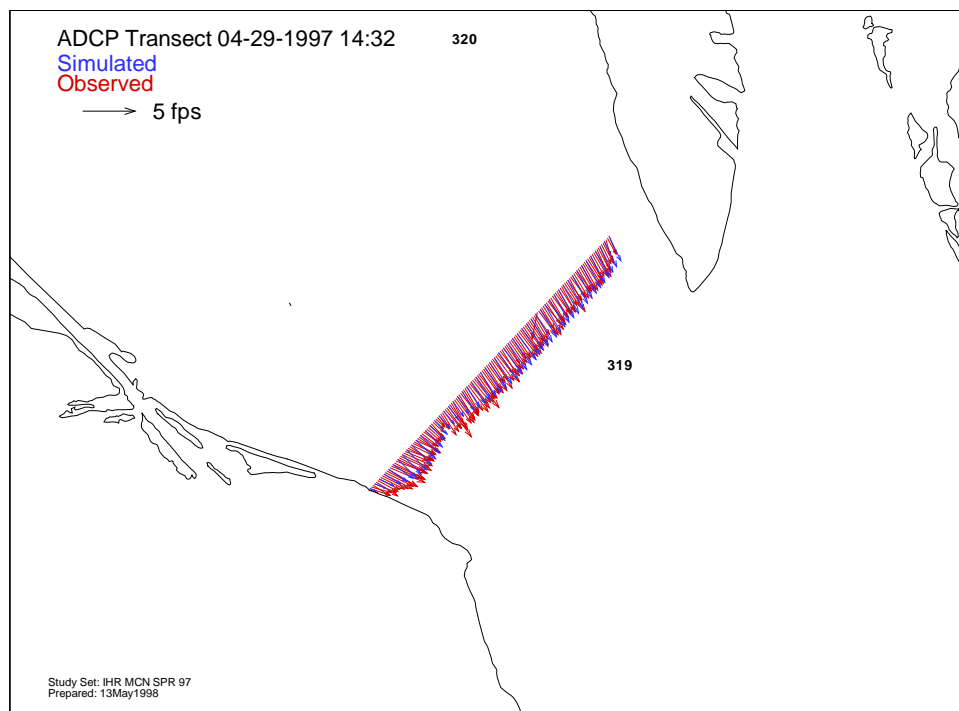 ADCP Transect 04-29-1997 14:32
320
Simulated
Observed
5 fps
319
Study Set: IHR MCN SPR 97
Prepared: 13May1998